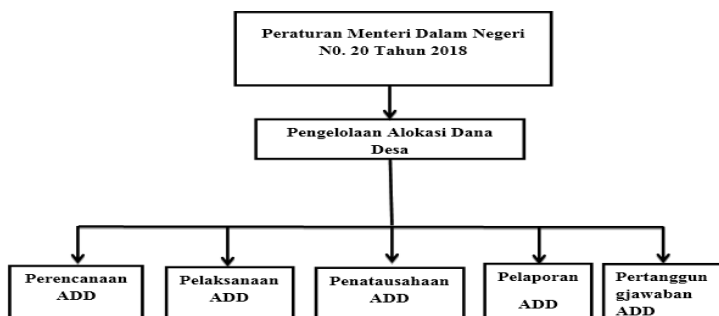 Peraturan Menteri Dalam Negeri
N0. 20 Tahun 2018
Pengelolaan Alokasi Dana
Desa
Perencanaan
ADD
Pelaksanaan
ADD
Penatausahaan
ADD
Pelaporan
ADD
Pertanggun
gjawaban
ADD